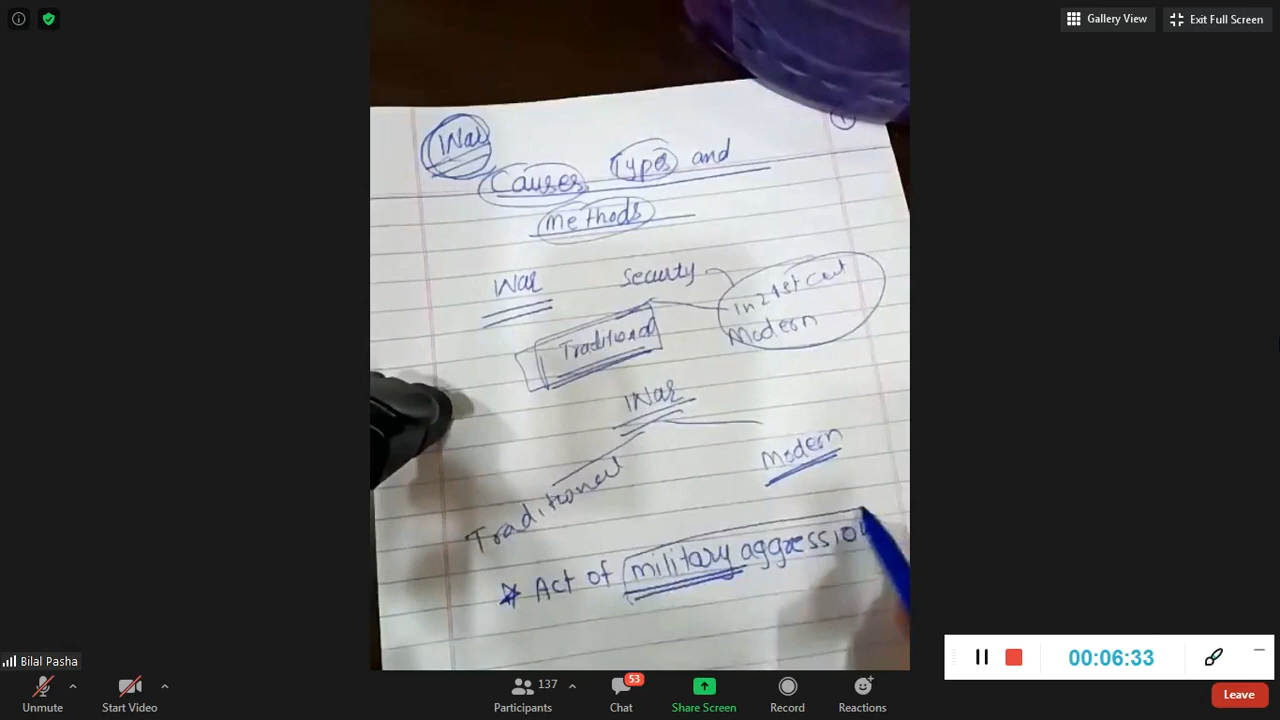 Gallery View
Exit Full Screen
War
Causes Types and
Methods
War Security
in 21st Cent
Modern
Traditional
War
Modern
Traditional
* Act of military aggression
Bilal Pasha
00:06:33
Unmute
Start Video
137
Participants
53
Chat
Share Screen
Record
Reactions
Leave